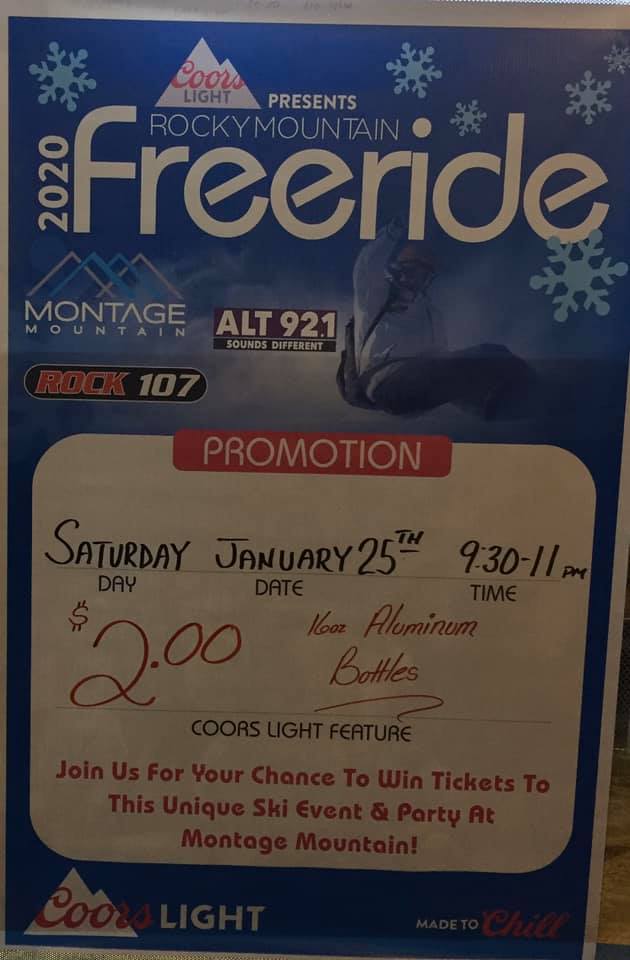 Coors
LIGHT
PRESENTS
ROCKY MOUNTAIN
2020
freeride
MONTAGE
MOUNTAIN
ALT 92.1
SOUNDS DIFFERENT
ROCK 107
PROMOTION
SATURDAY JANUARY 25TH 9:30-11 PM
DAY DATE TIME
$2.00 16oz Aluminum
Bottles
COORS LIGHT FEATURE
Join Us For Your Chance To Win Tickets To
This Unique Ski Event & Party At
Montage Mountain!
Coors LIGHT
MADE TO Chill